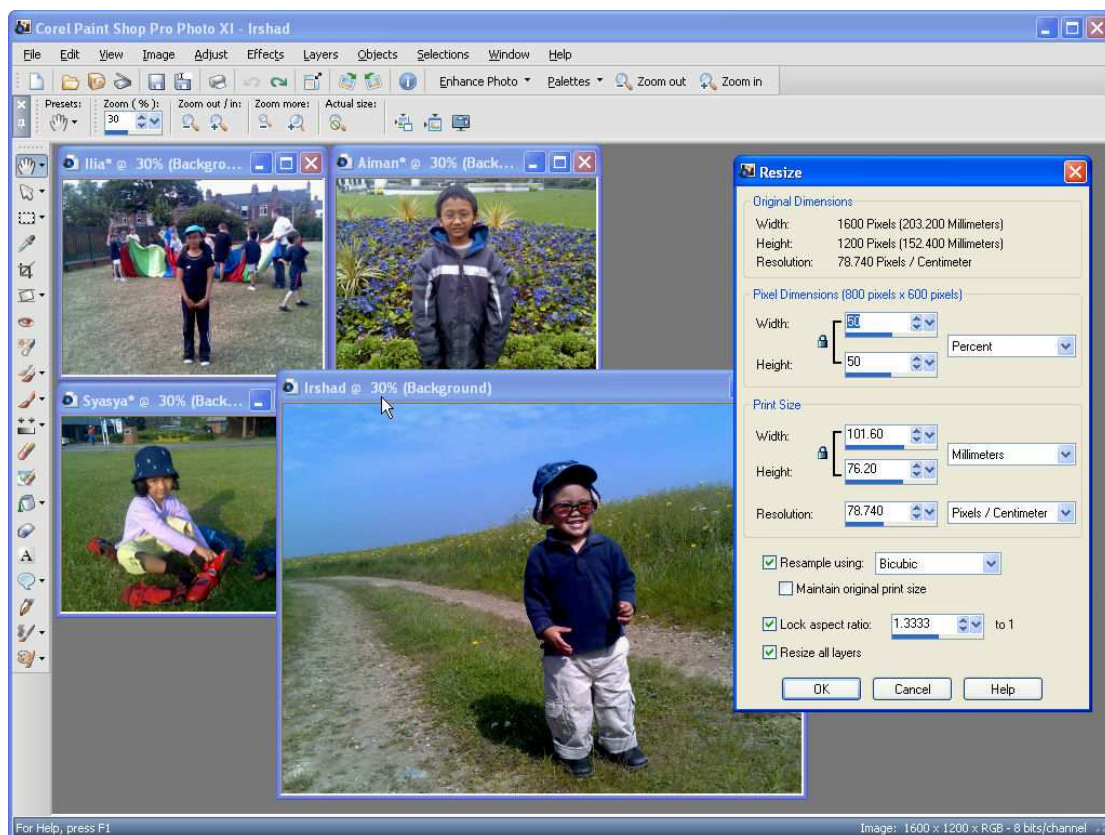 Corel Paint Shop Pro Photo XI - Irshad
File Edit View Image Adjust Effects Layers Objects Selections Window Help
Enhance Photo Palettes Zoom out Zoom in
Presets: Zoom ( % ): Zoom out / in: Zoom more: Actual size:
30
Ilia* @ 30% (Backgro...
Aiman* @ 30% (Back...
Syasya* @ 30% (Back...
Irshad @ 30% (Background)
Resize
Original Dimensions
Width: 1600 Pixels (203.200 Millimeters)
Height: 1200 Pixels (152.400 Millimeters)
Resolution: 78.740 Pixels / Centimeter
Pixel Dimensions (800 pixels x 600 pixels)
Width: 50
Percent
Height: 50
Print Size
Width: 101.60
Millimeters
Height: 76.20
Resolution: 78.740 Pixels / Centimeter
Resample using: Bicubic
Maintain original print size
Lock aspect ratio: 1.3333 to 1
Resize all layers
OK Cancel Help
For Help, press F1
Image: 1600 x 1200 x RGB - 8 bits/channel